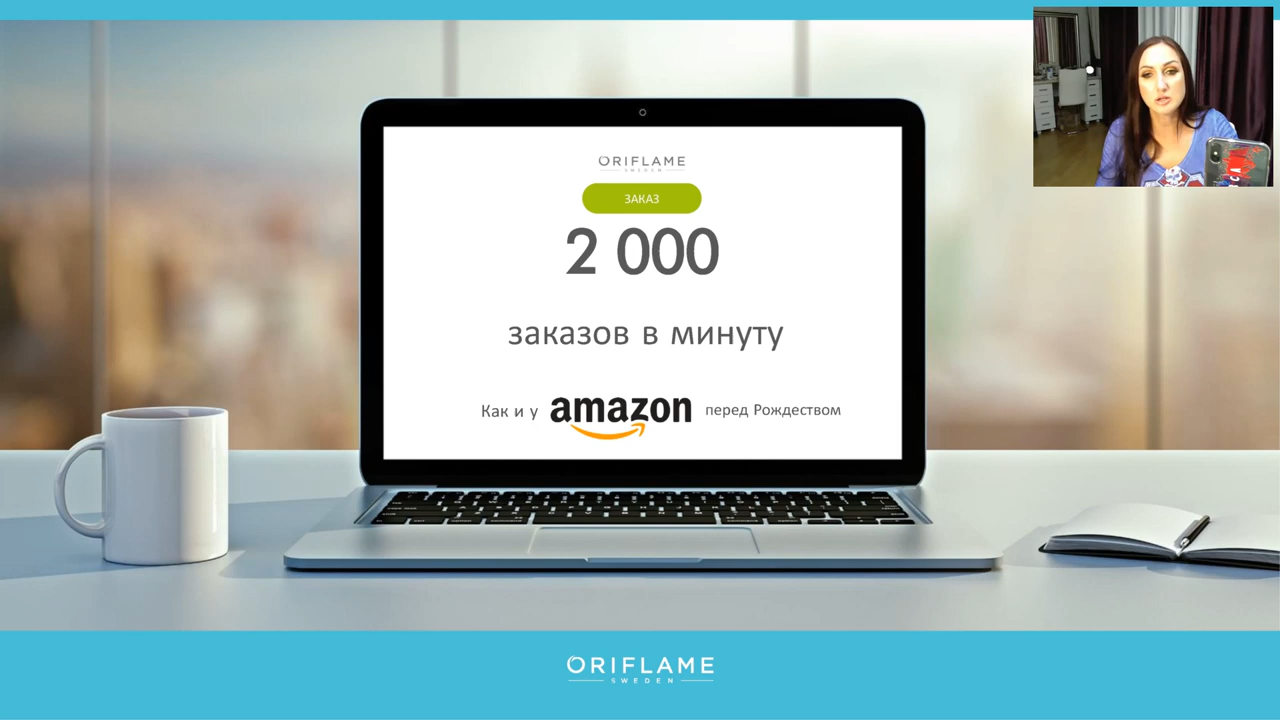 ORIFLAME
SWEDEN
ЗАКАЗ
2 000
заказов в минуту
Как и у amazon перед Рождеством
ORIFLAME
SWEDEN